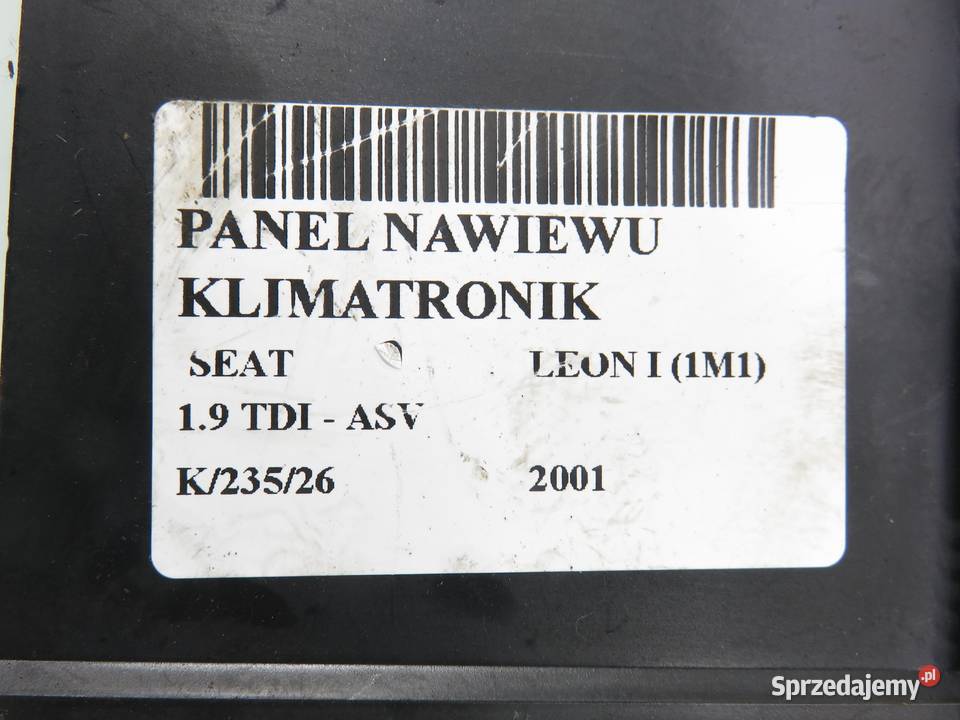 PANEL NAWIEWU
KLIMATRONIK
SEAT LEON I (1M1)
1.9 TDI - ASV
K/235/26 2001
Sprzedajemy.pl